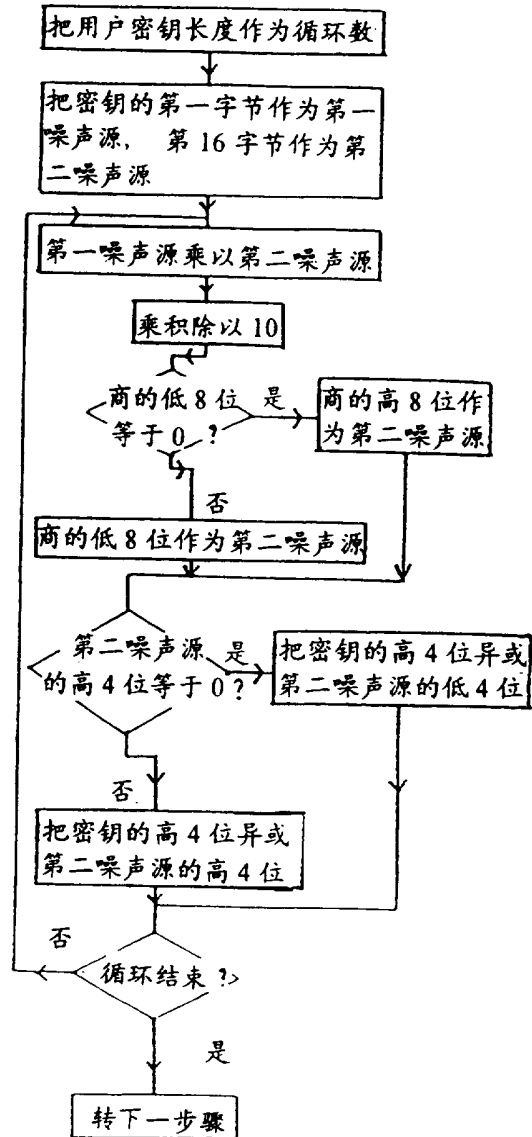 把用户密钥长度作为循环数
把密钥的第一字节作为第一
噪声源, 第16字节作为第
二噪声源
第一噪声源乘以第二噪声源
乘积除以10
商的低8位
等于0?
是
商的高8位作
为第二噪声源
否
商的低8位作为第二噪声源
第二噪声源
的高4位等于0?
是
把密钥的高4位异或
第二噪声源的低4位
否
把密钥的高4位异或
第二噪声源的高4位
否
循环结束?
是
转下一步骤